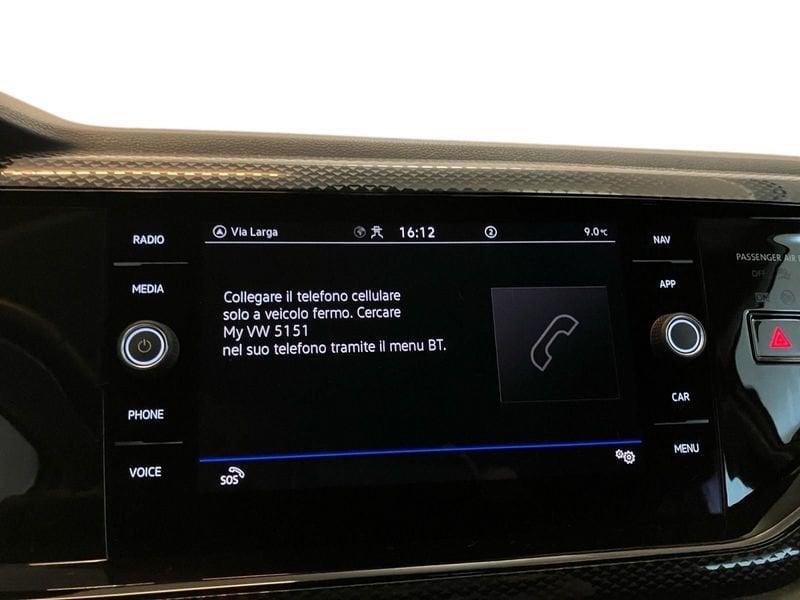 RADIO
MEDIA
PHONE
VOICE
Via Larga
16:12
2
9.0°C
Collegare il telefono cellulare
solo a veicolo fermo. Cercare
My VW 5151
nel suo telefono tramite il menu BT.
SOS
NAV
APP
CAR
MENU
PASSENGER AIR
OFF